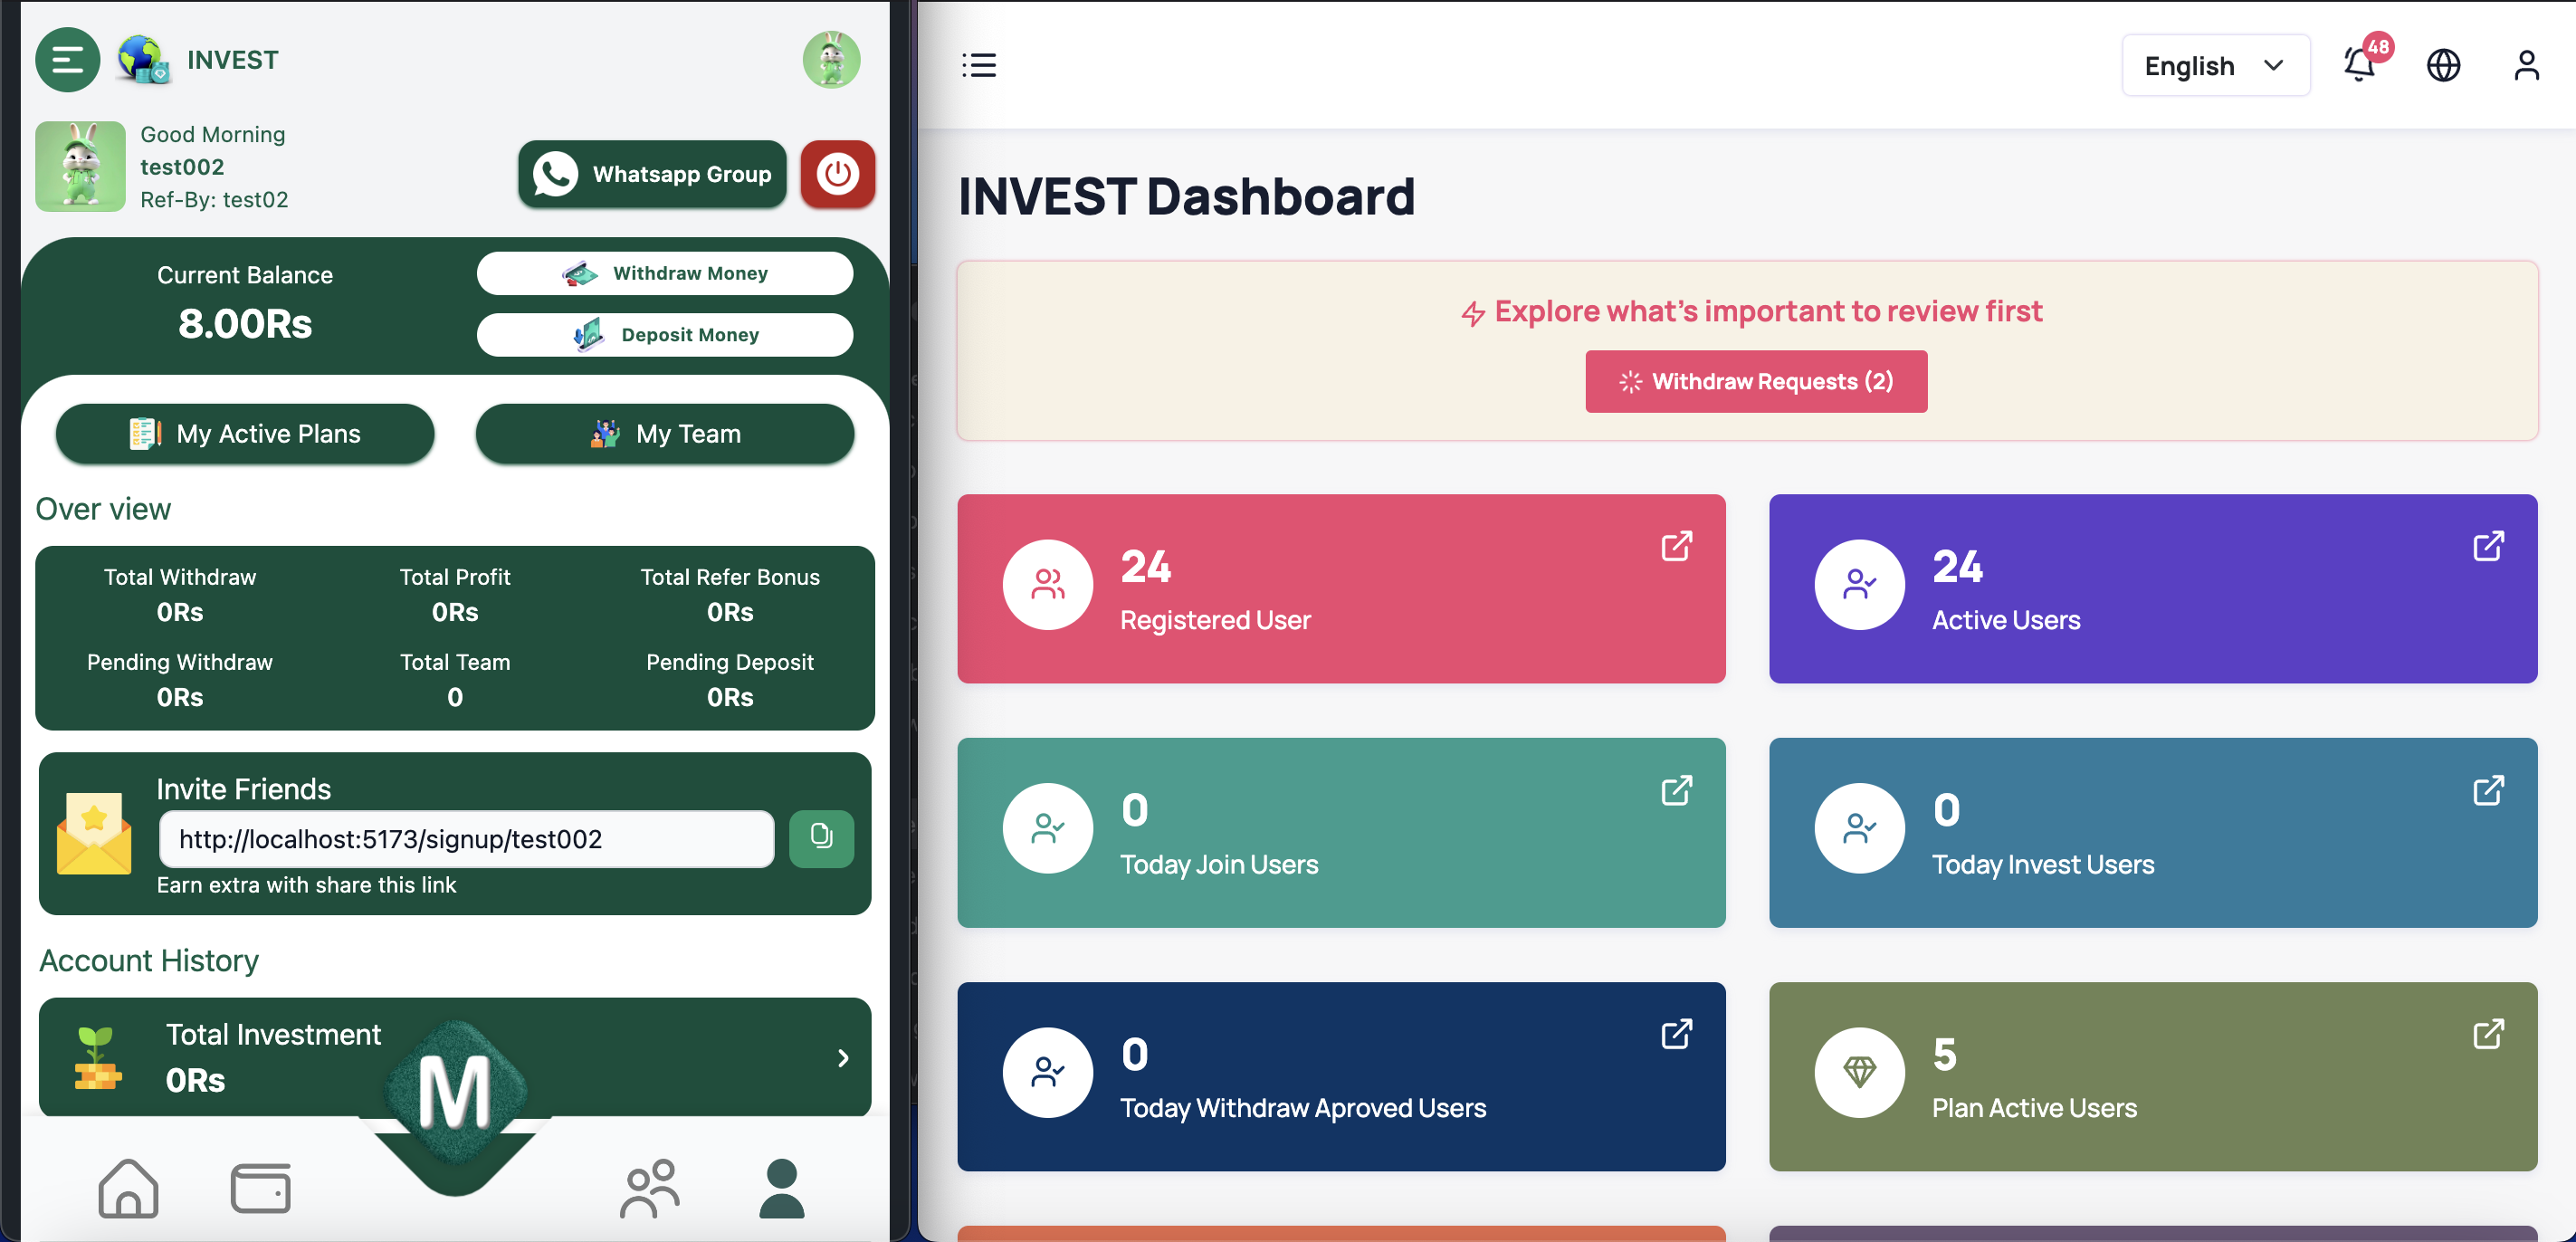 INVEST
Good Morning
test002
Ref-By: test02
Whatsapp Group
Current Balance
8.00Rs
Withdraw Money
Deposit Money
My Active Plans
My Team
Over view
Total Withdraw
0Rs
Total Profit
0Rs
Total Refer Bonus
0Rs
Pending Withdraw
0Rs
Total Team
0
Pending Deposit
0Rs
Invite Friends
http://localhost:5173/signup/test002
Earn extra with share this link
Account History
Total Investment
0Rs
M
English
48
INVEST Dashboard
Explore what's important to review first
Withdraw Requests (2)
24
Registered User
24
Active Users
0
Today Join Users
0
Today Invest Users
0
Today Withdraw Aproved Users
5
Plan Active Users